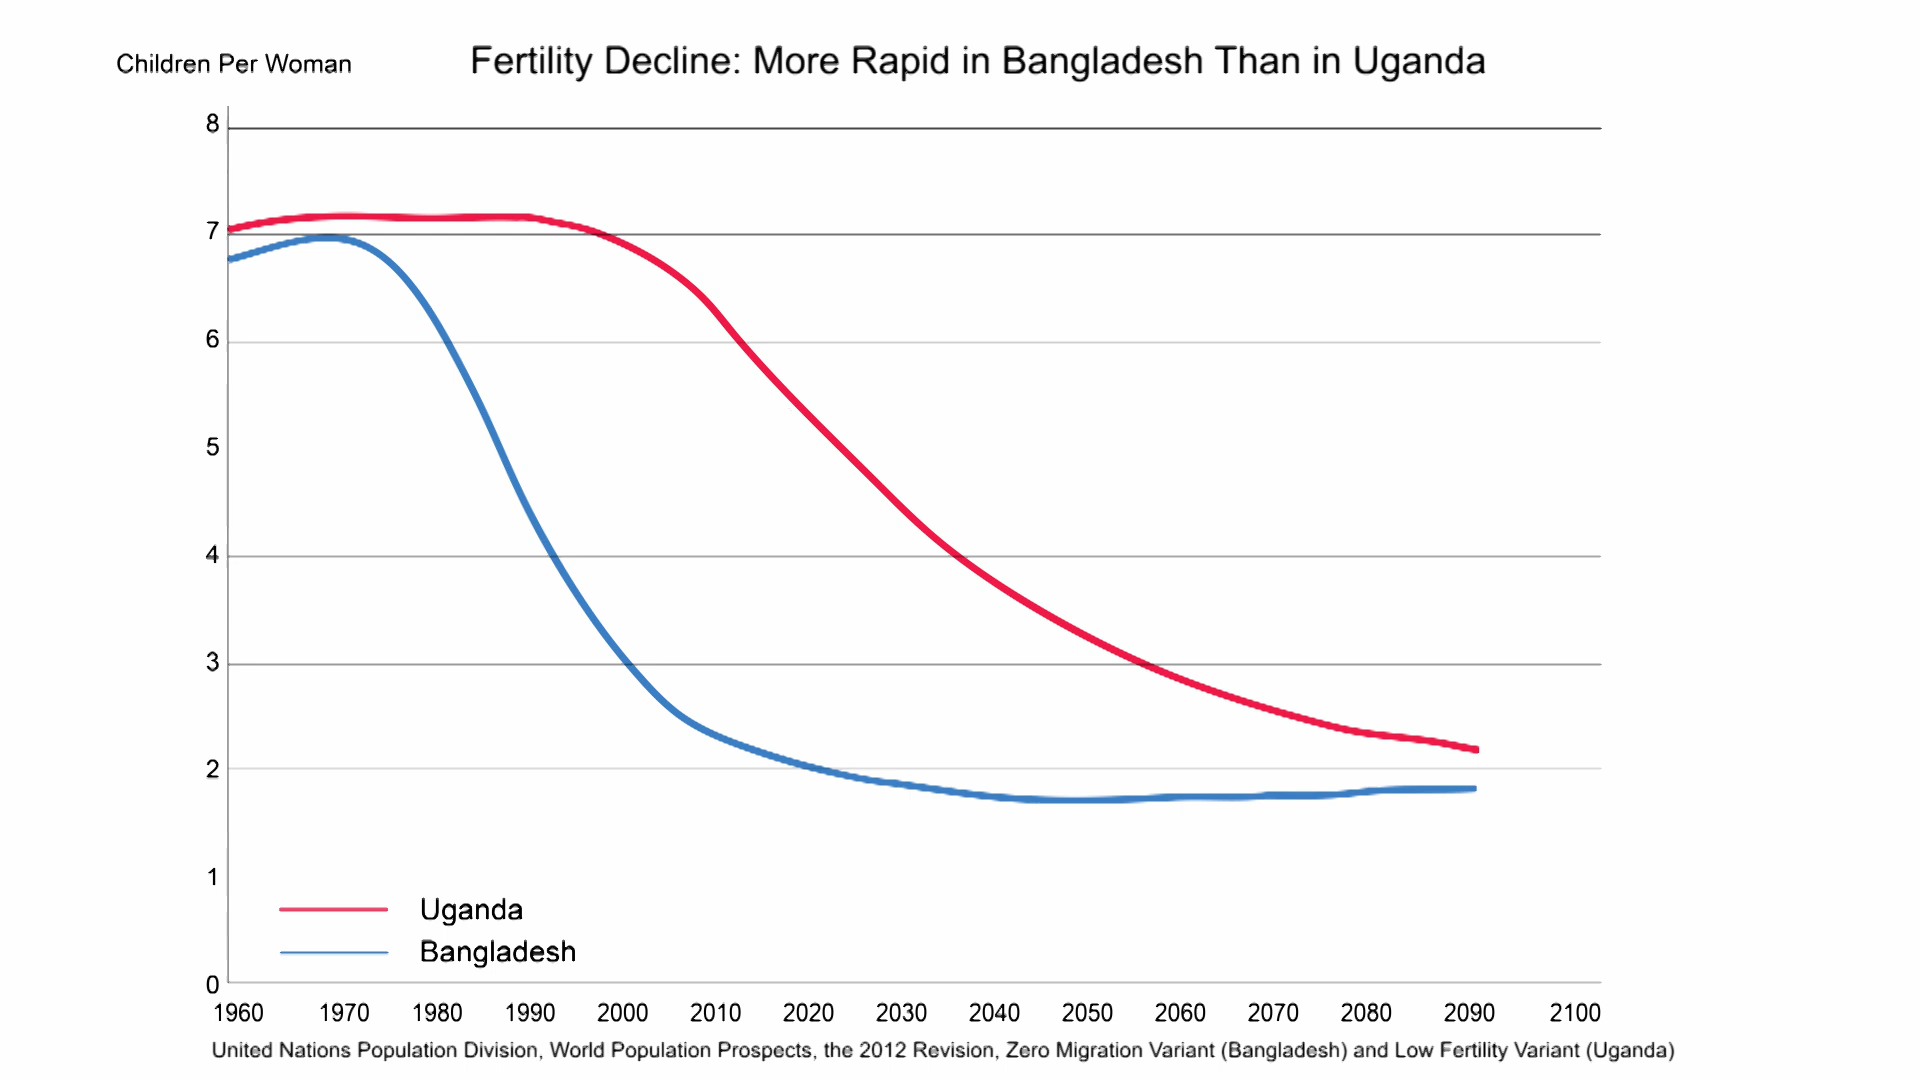 Children Per Woman
Fertility Decline: More Rapid in Bangladesh Than in Uganda
8
7
6
5
4
3
2
1
0
Uganda
Bangladesh
1960 1970 1980 1990 2000 2010 2020 2030 2040 2050 2060 2070 2080 2090 2100
United Nations Population Division, World Population Prospects, the 2012 Revision, Zero Migration Variant (Bangladesh) and Low Fertility Variant (Uganda)